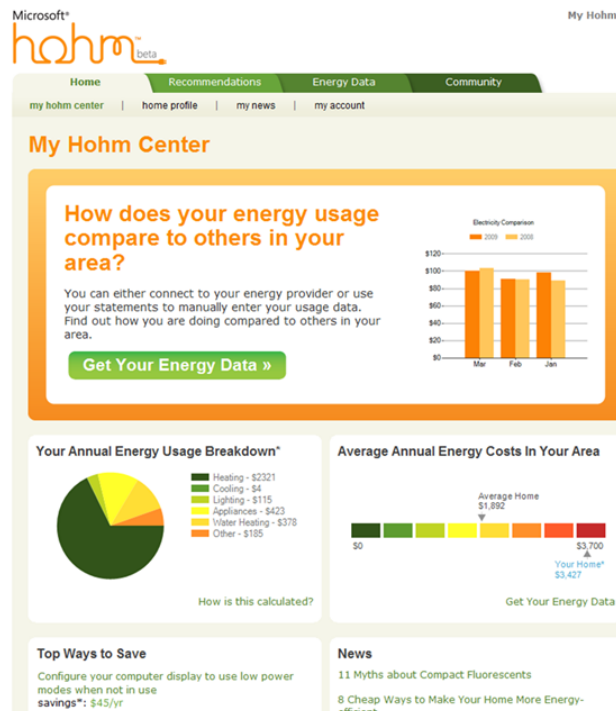 Microsoft®
My Hohm
hohm™ beta
Home Recommendations Energy Data Community
my hohm center | home profile | my news | my account
My Hohm Center
How does your energy usage
compare to others in your
area?
You can either connect to your energy provider or use
your statements to manually enter your usage data.
Find out how you are doing compared to others in your
area.
Get Your Energy Data »
Electricity Comparison
2009 2008
$120
$100
$80
$60
$40
$20
$0
Mar Feb Jan
Your Annual Energy Usage Breakdown*
Heating - $2321
Cooling - $4
Lighting - $115
Appliances - $423
Water Heating - $378
Other - $185
How is this calculated?
Average Annual Energy Costs In Your Area
Average Home
$1,892
$0 $3,700
Your Home*
$3,427
Get Your Energy Data
Top Ways to Save
Configure your computer display to use low power
modes when not in use
savings*: $45/yr
News
11 Myths about Compact Fluorescents
8 Cheap Ways to Make Your Home More Energy-